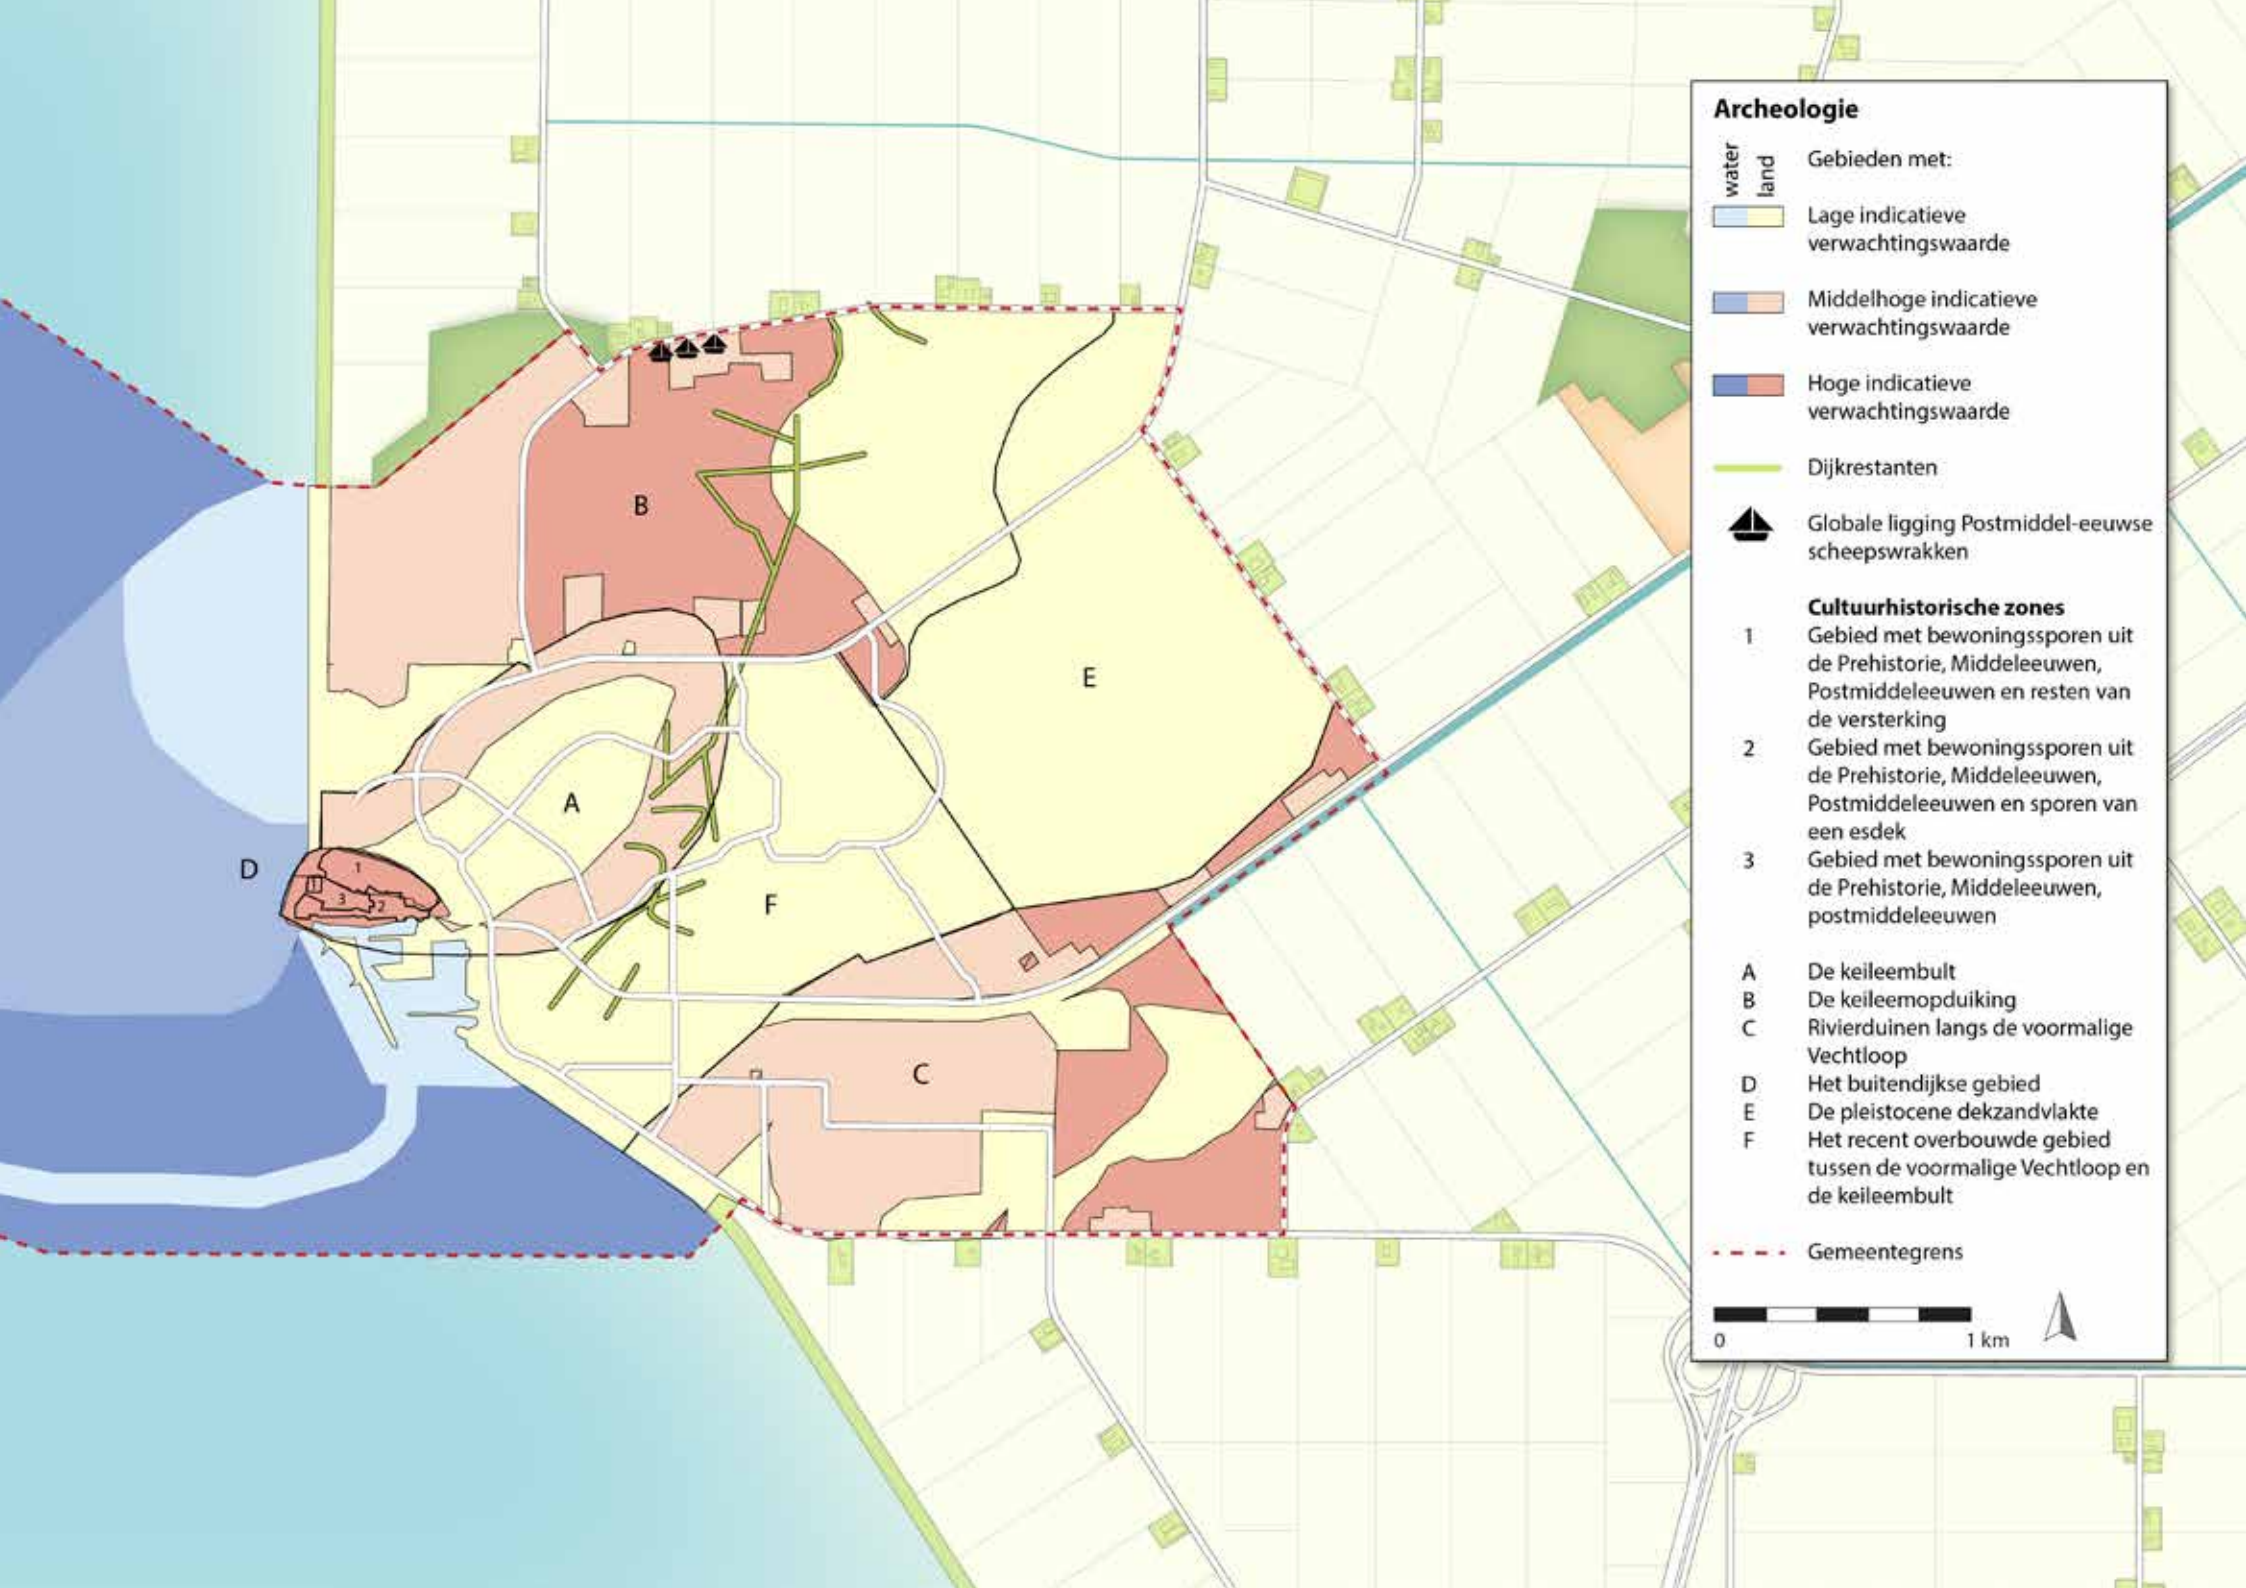 Archeologie
water
land
Gebieden met:
Lage indicatieve
verwachtingswaarde
Middelhoge indicatieve
verwachtingswaarde
Hoge indicatieve
verwachtingswaarde
Dijkrestanten
Globale ligging Postmiddel-eeuwse
scheepswrakken
Cultuurhistorische zones
1 Gebied met bewoningssporen uit
de Prehistorie, Middeleeuwen,
Postmiddeleeuwen en resten van
de versterking
2 Gebied met bewoningssporen uit
de Prehistorie, Middeleeuwen,
Postmiddeleeuwen en sporen van
een esdek
3 Gebied met bewoningssporen uit
de Prehistorie, Middeleeuwen,
postmiddeleeuwen
A De keileembult
B De keileemopduiking
C Rivierduinen langs de voormalige
Vechtloop
D Het buitendijkse gebied
E De pleistocene dekzandvlakte
F Het recent overbouwde gebied
tussen de voormalige Vechtloop en
de keileembult
Gemeentegrens
0 1 km
B
E
A
D
1
1
3
2
F
C